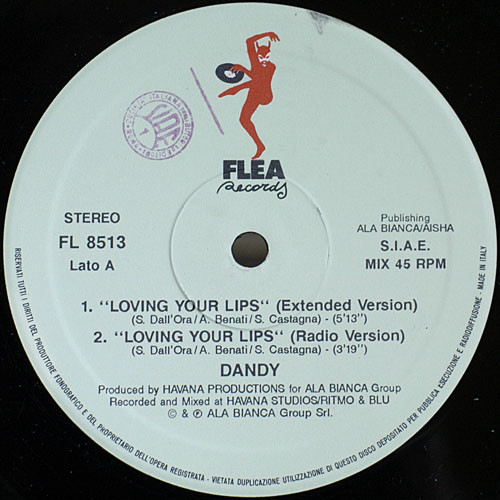 FLEA
Records
STEREO
FL 8513
Lato A
Publishing
ALA BIANCA/AISHA
S.I.A.E.
MIX 45 RPM
1. "LOVING YOUR LIPS" (Extended Version)
(S. Dall'Ora/A. Benati/S. Castagna) - (5'13")
2. "LOVING YOUR LIPS" (Radio Version)
(S. Dall'Ora/A. Benati/S. Castagna) - (3'19")
DANDY
Produced by HAVANA PRODUCTIONS for ALA BIANCA Group
Recorded and Mixed at HAVANA STUDIOS/RITMO & BLU
© & ℗ ALA BIANCA Group Srl.
RISERVATI TUTTI I DIRITTI DEL PRODUTTORE FONOGRAFICO E DEL PROPRIETARIO DELL'OPERA REGISTRATA - VIETATA DUPLICAZIONE UTILIZZAZIONE DI QUESTO DISCO DEPOSITATO PER PUBBLICA ESECUZIONE E RADIODIFFUSIONE - MADE IN ITALY